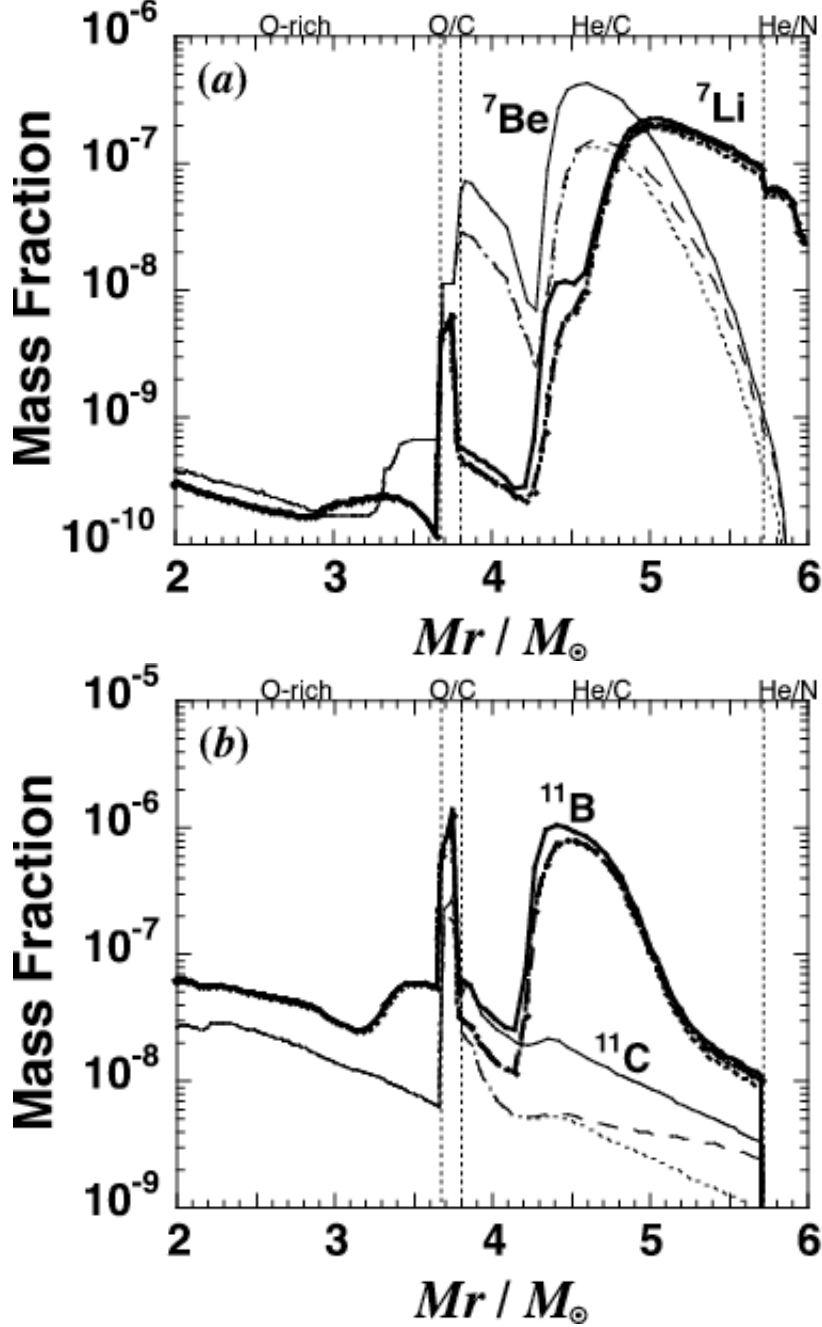 O-rich O/C He/C He/N
10⁻⁶
(a)
⁷Be ⁷Li
10⁻⁷
10⁻⁸
10⁻⁹
10⁻¹⁰
Mass Fraction
2 3 4 5 6
Mr / M☉
O-rich O/C He/C He/N
10⁻⁵
(b)
10⁻⁶
¹¹B
10⁻⁷
¹¹C
10⁻⁸
10⁻⁹
Mass Fraction
2 3 4 5 6
Mr / M☉